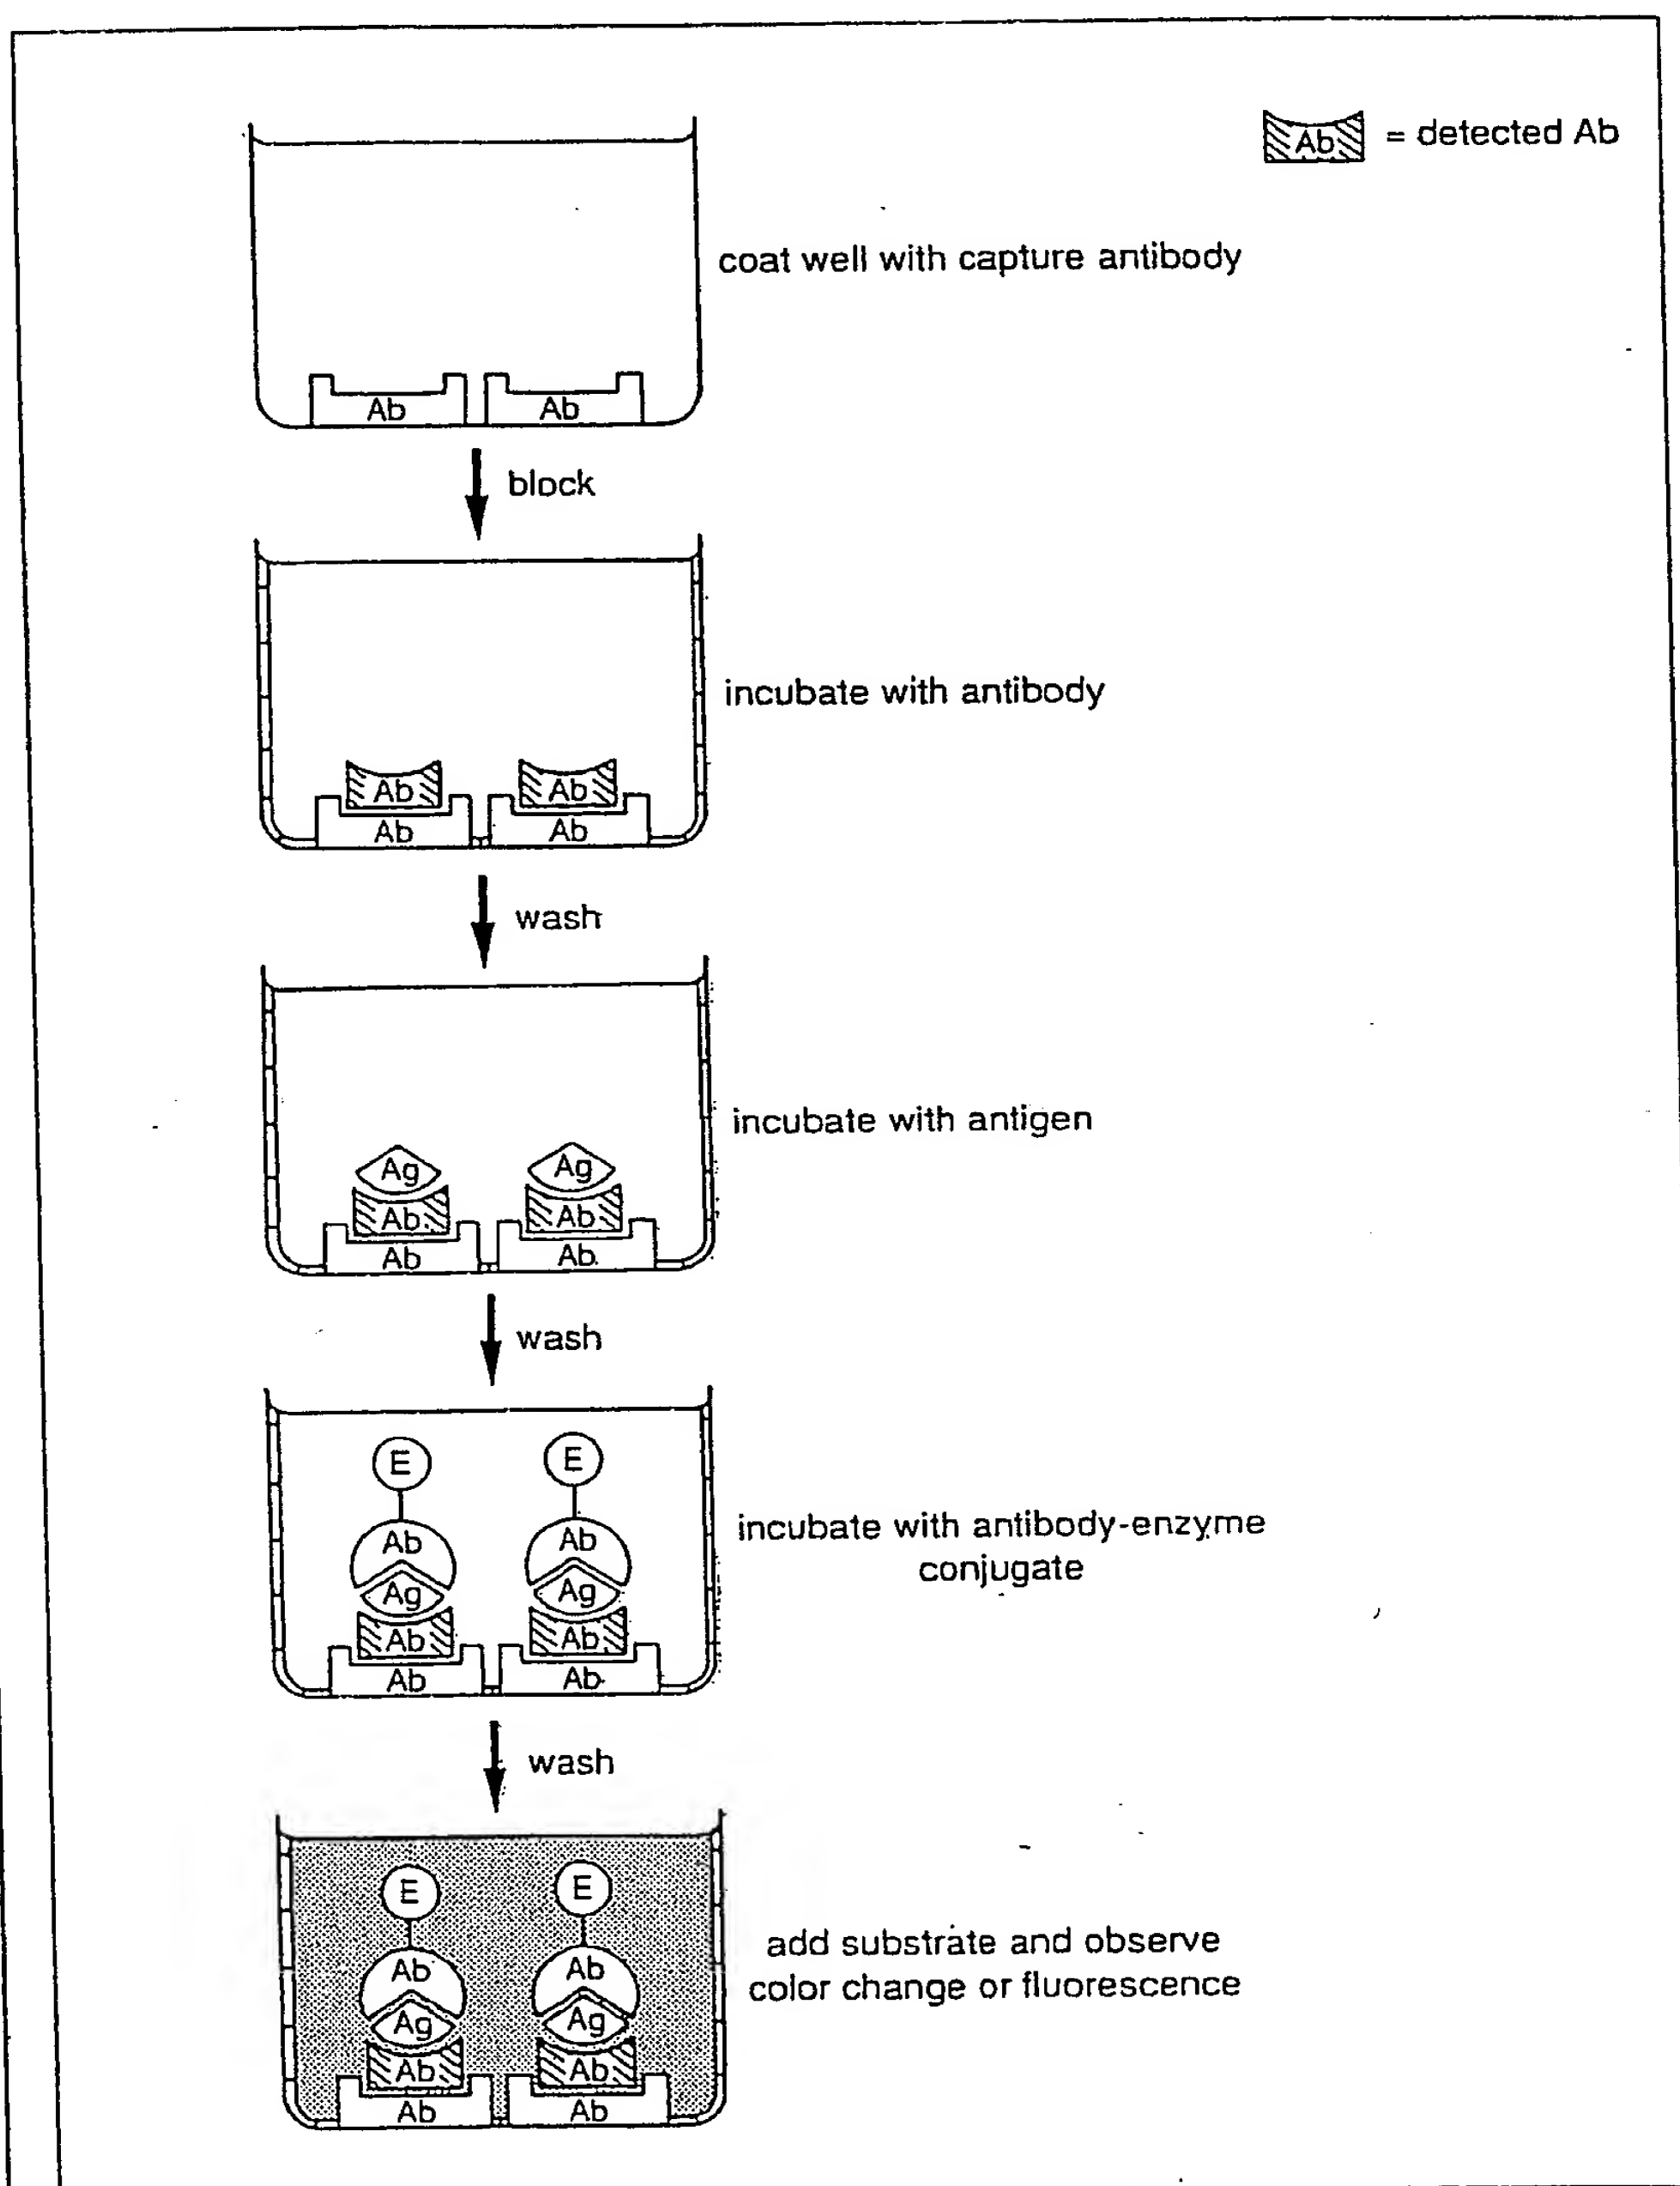 Ab = detected Ab
coat well with capture antibody
Ab Ab
block
incubate with antibody
Ab Ab
Ab Ab
wash
incubate with antigen
Ag Ag
Ab Ab
Ab Ab
wash
E E
incubate with antibody-enzyme
conjugate
Ab Ab
Ag Ag
Ab Ab
Ab Ab
wash
E E
add substrate and observe
color change or fluorescence
Ab Ab
Ag Ag
Ab Ab
Ab Ab